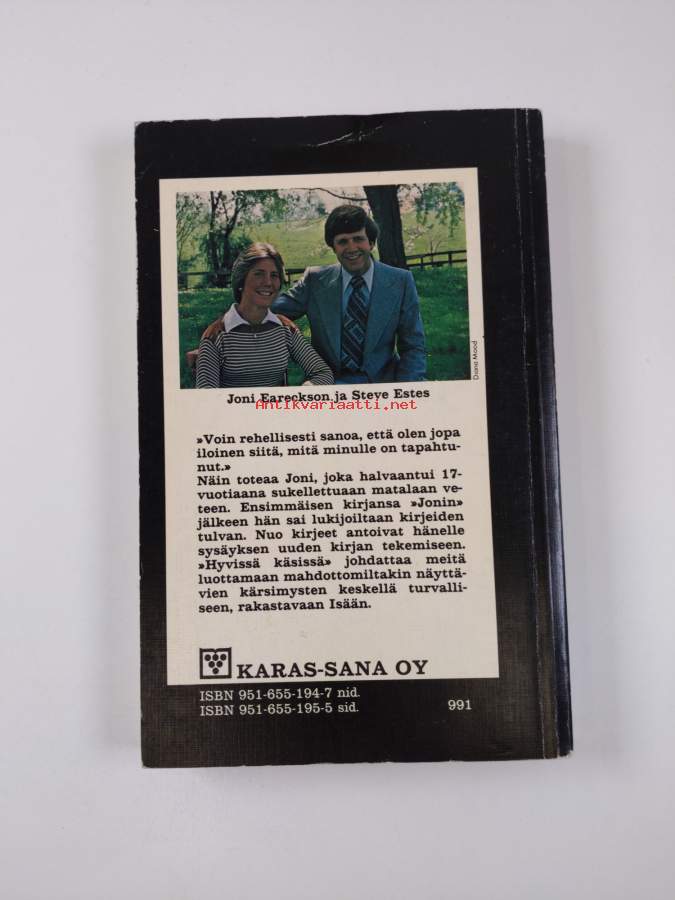 Diana Mood
Joni Eareckson ja Steve Estes
Antikvariaatti.net
»Voin rehellisesti sanoa, että olen jopa
iloinen siitä, mitä minulle on tapahtu-
nut.»
Näin toteaa Joni, joka halvaantui 17-
vuotiaana sukellettuaan matalaan ve-
teen. Ensimmäisen kirjansa »Jonin»
jälkeen hän sai lukijoiltaan kirjeiden
tulvan. Nuo kirjeet antoivat hänelle
sysäyksen uuden kirjan tekemiseen.
»Hyvissä käsissä» johdattaa meitä
luottamaan mahdottomiltakin näyttä-
vien kärsimysten keskellä turvalli-
seen, rakastavaan Isään.
KARAS-SANA OY
ISBN 951-655-194-7 nid.
ISBN 951-655-195-5 sid.
991